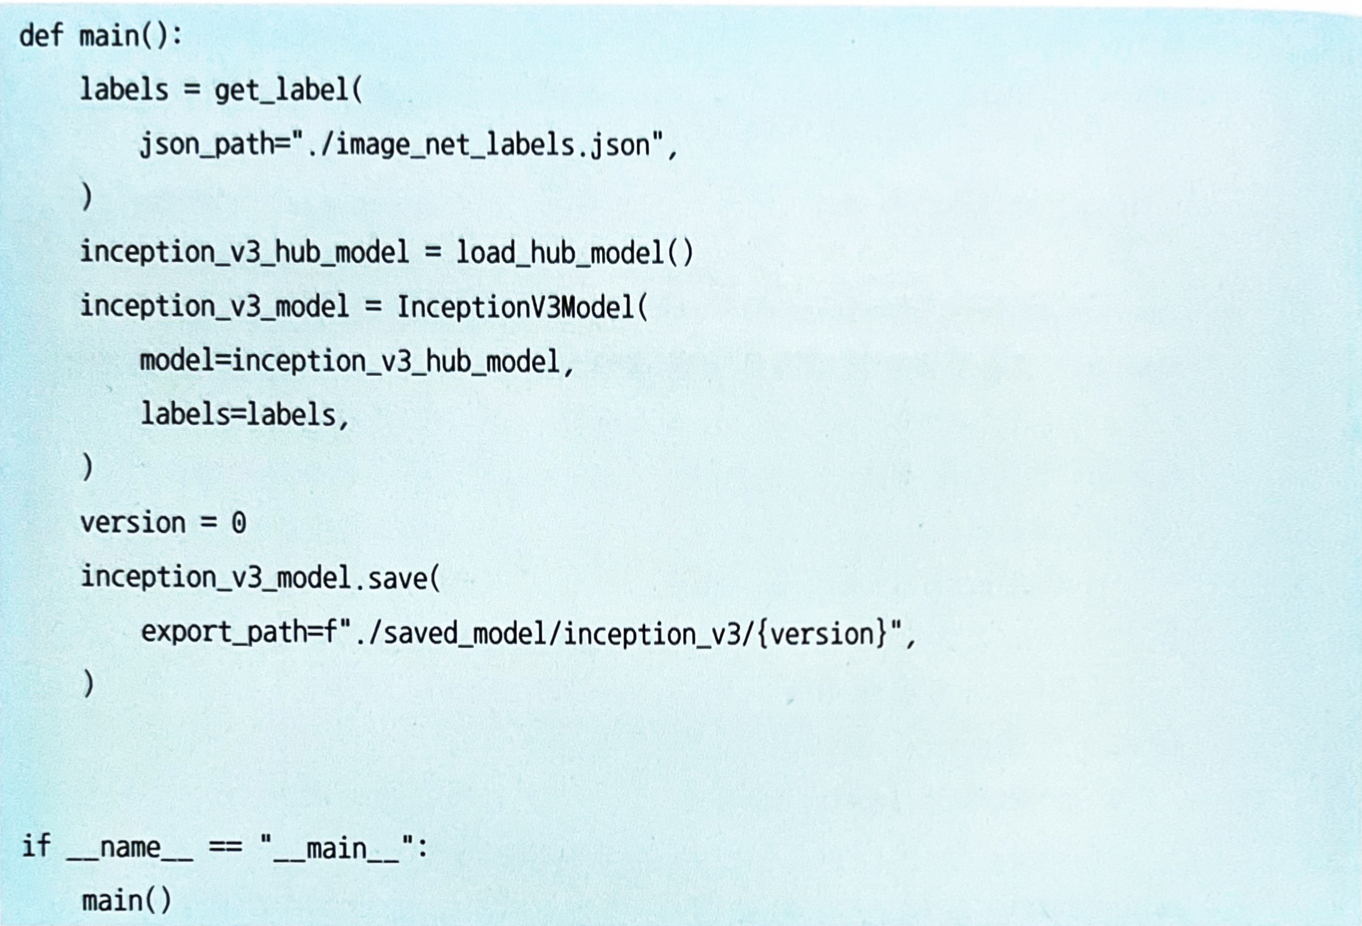 def main():
    labels = get_label(
        json_path="./image_net_labels.json",
    )
    inception_v3_hub_model = load_hub_model()
    inception_v3_model = InceptionV3Model(
        model=inception_v3_hub_model,
        labels=labels,
    )
    version = 0
    inception_v3_model.save(
        export_path=f"./saved_model/inception_v3/{version}",
    )
if __name__ == "__main__":
    main()